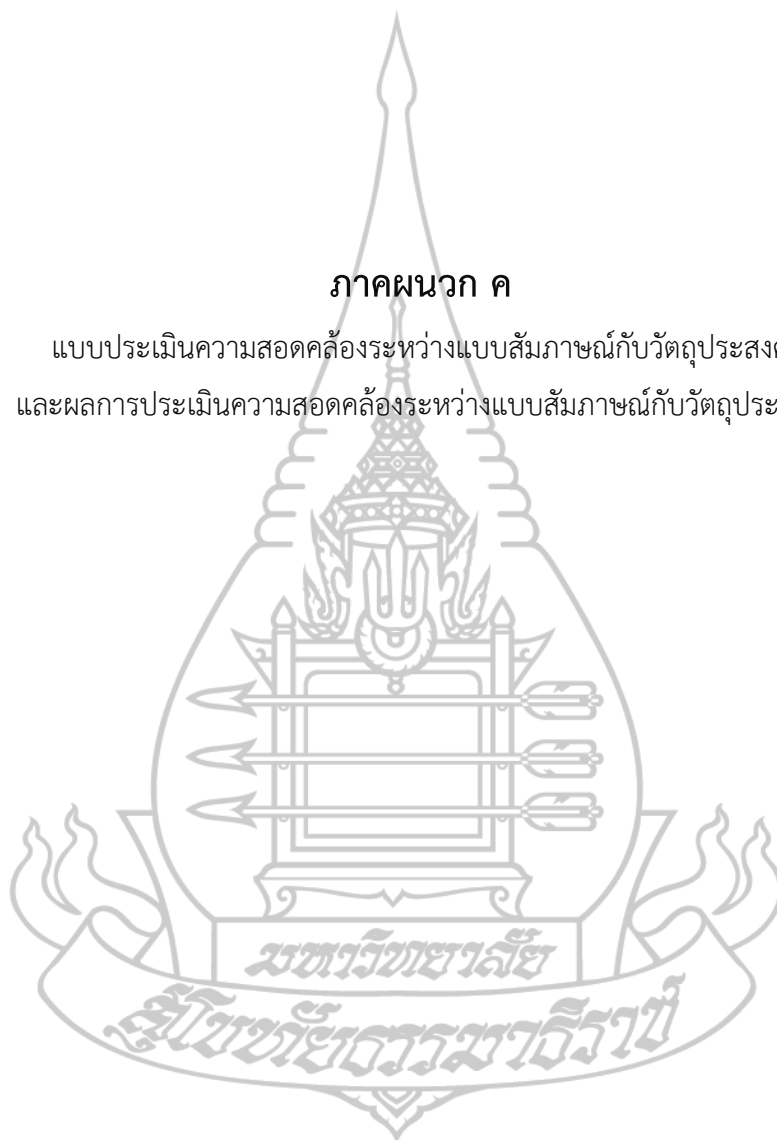 ภาคผนวก ค
แบบประเมินความสอดคล้องระหว่างแบบสัมภาษณ์กับวัตถุประสง
และผลการประเมินความสอดคล้องระหว่างแบบสัมภาษณ์กับวัตถุประ
มหาวิทยาลัย
สุโขทัยธรรมาธิราช